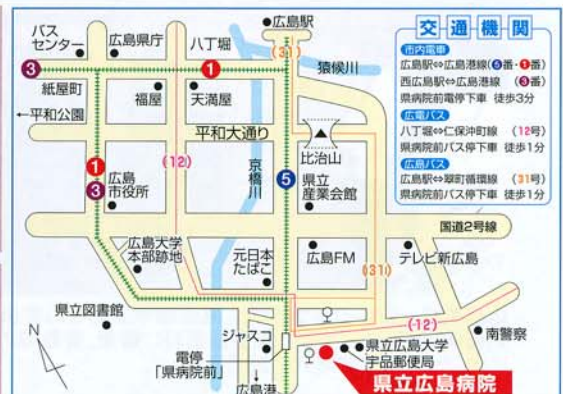 広島駅
バス
センター
広島県庁
八丁堀
(31)
猿候川
3
1
紙屋町
福屋
天満屋
←平和公園
平和大通り
比治山
1
3
広島
市役所
(12)
京橋川
5
県立
産業会館
国道2号線
広島大学
本部跡地
元日本
たばこ
広島FM
(31)
テレビ新広島
県立図書館
N
ジャスコ
(12)
南警察
電停
「県病院前」
県立広島大学
宇品郵便局
↓
広島港
県立広島病院
交通機関
市内電車
広島駅⇔広島港線(5番・1番)
西広島駅⇔広島港線 (3番)
県病院前電停下車 徒歩3分
広電バス
八丁堀⇔仁保沖町線 (12号)
県病院前バス停下車 徒歩1分
広島バス
広島駅⇔翠町循環線 (31号)
県病院前バス停下車 徒歩1分